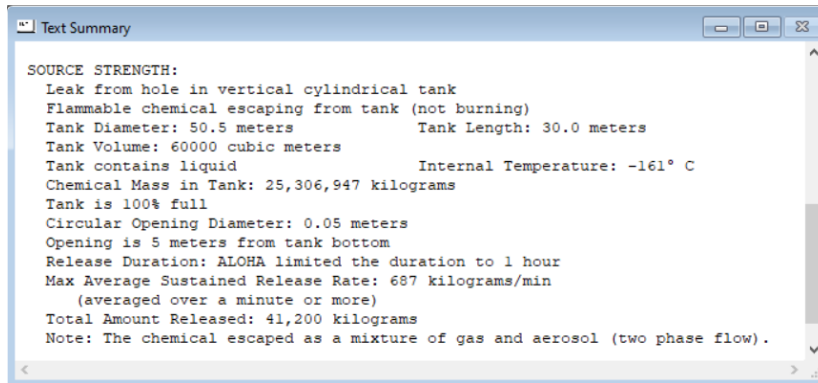 Text Summary
SOURCE STRENGTH:
Leak from hole in vertical cylindrical tank
Flammable chemical escaping from tank (not burning)
Tank Diameter: 50.5 meters Tank Length: 30.0 meters
Tank Volume: 60000 cubic meters
Tank contains liquid Internal Temperature: -161° C
Chemical Mass in Tank: 25,306,947 kilograms
Tank is 100% full
Circular Opening Diameter: 0.05 meters
Opening is 5 meters from tank bottom
Release Duration: ALOHA limited the duration to 1 hour
Max Average Sustained Release Rate: 687 kilograms/min
(averaged over a minute or more)
Total Amount Released: 41,200 kilograms
Note: The chemical escaped as a mixture of gas and aerosol (two phase flow).